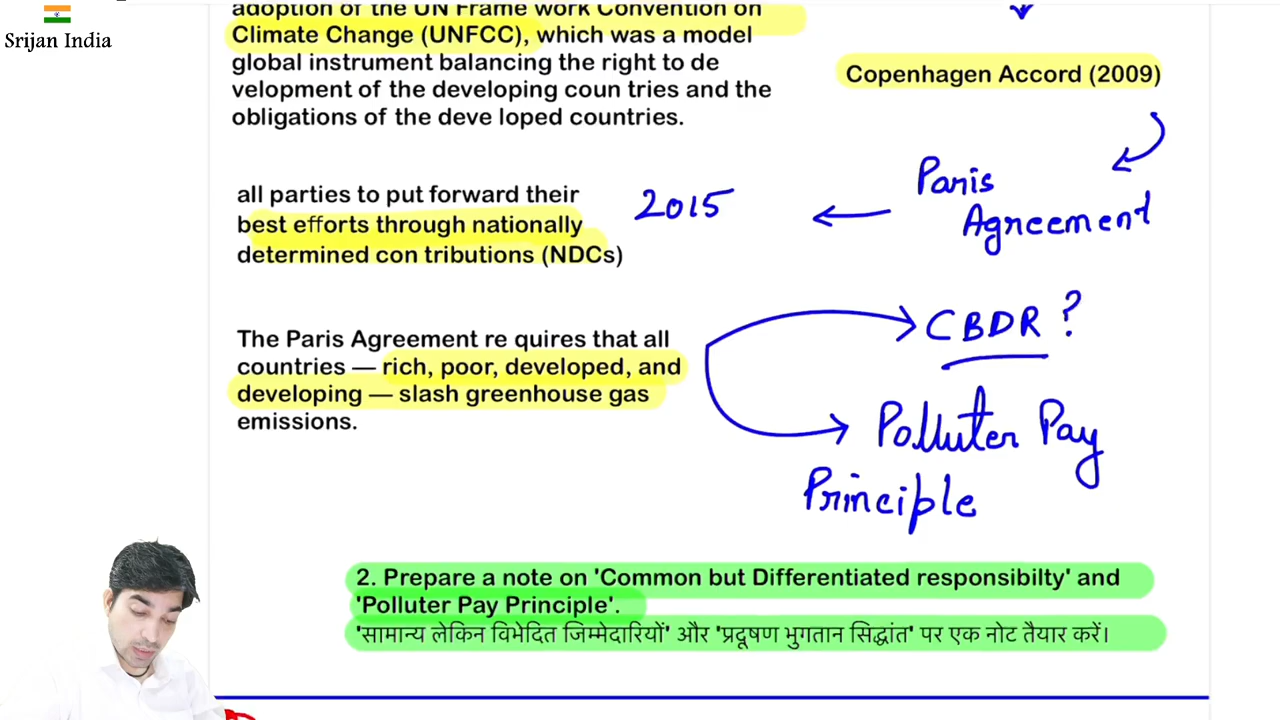 Srijan India
adoption of the UN Frame work Convention on
Climate Change (UNFCC), which was a model
global instrument balancing the right to de
velopment of the developing coun tries and the
obligations of the deve loped countries.
Copenhagen Accord (2009)
all parties to put forward their
best efforts through nationally
determined con tributions (NDCs)
2015
Paris
Agreement
The Paris Agreement re quires that all
countries — rich, poor, developed, and
developing — slash greenhouse gas
emissions.
CBDR ?
Polluter Pay
Principle
2. Prepare a note on 'Common but Differentiated responsibilty' and
'Polluter Pay Principle'.
'सामान्य लेकिन विभेदित जिम्मेदारियों' और 'प्रदूषण भुगतान सिद्धांत' पर एक नोट तैयार करें।